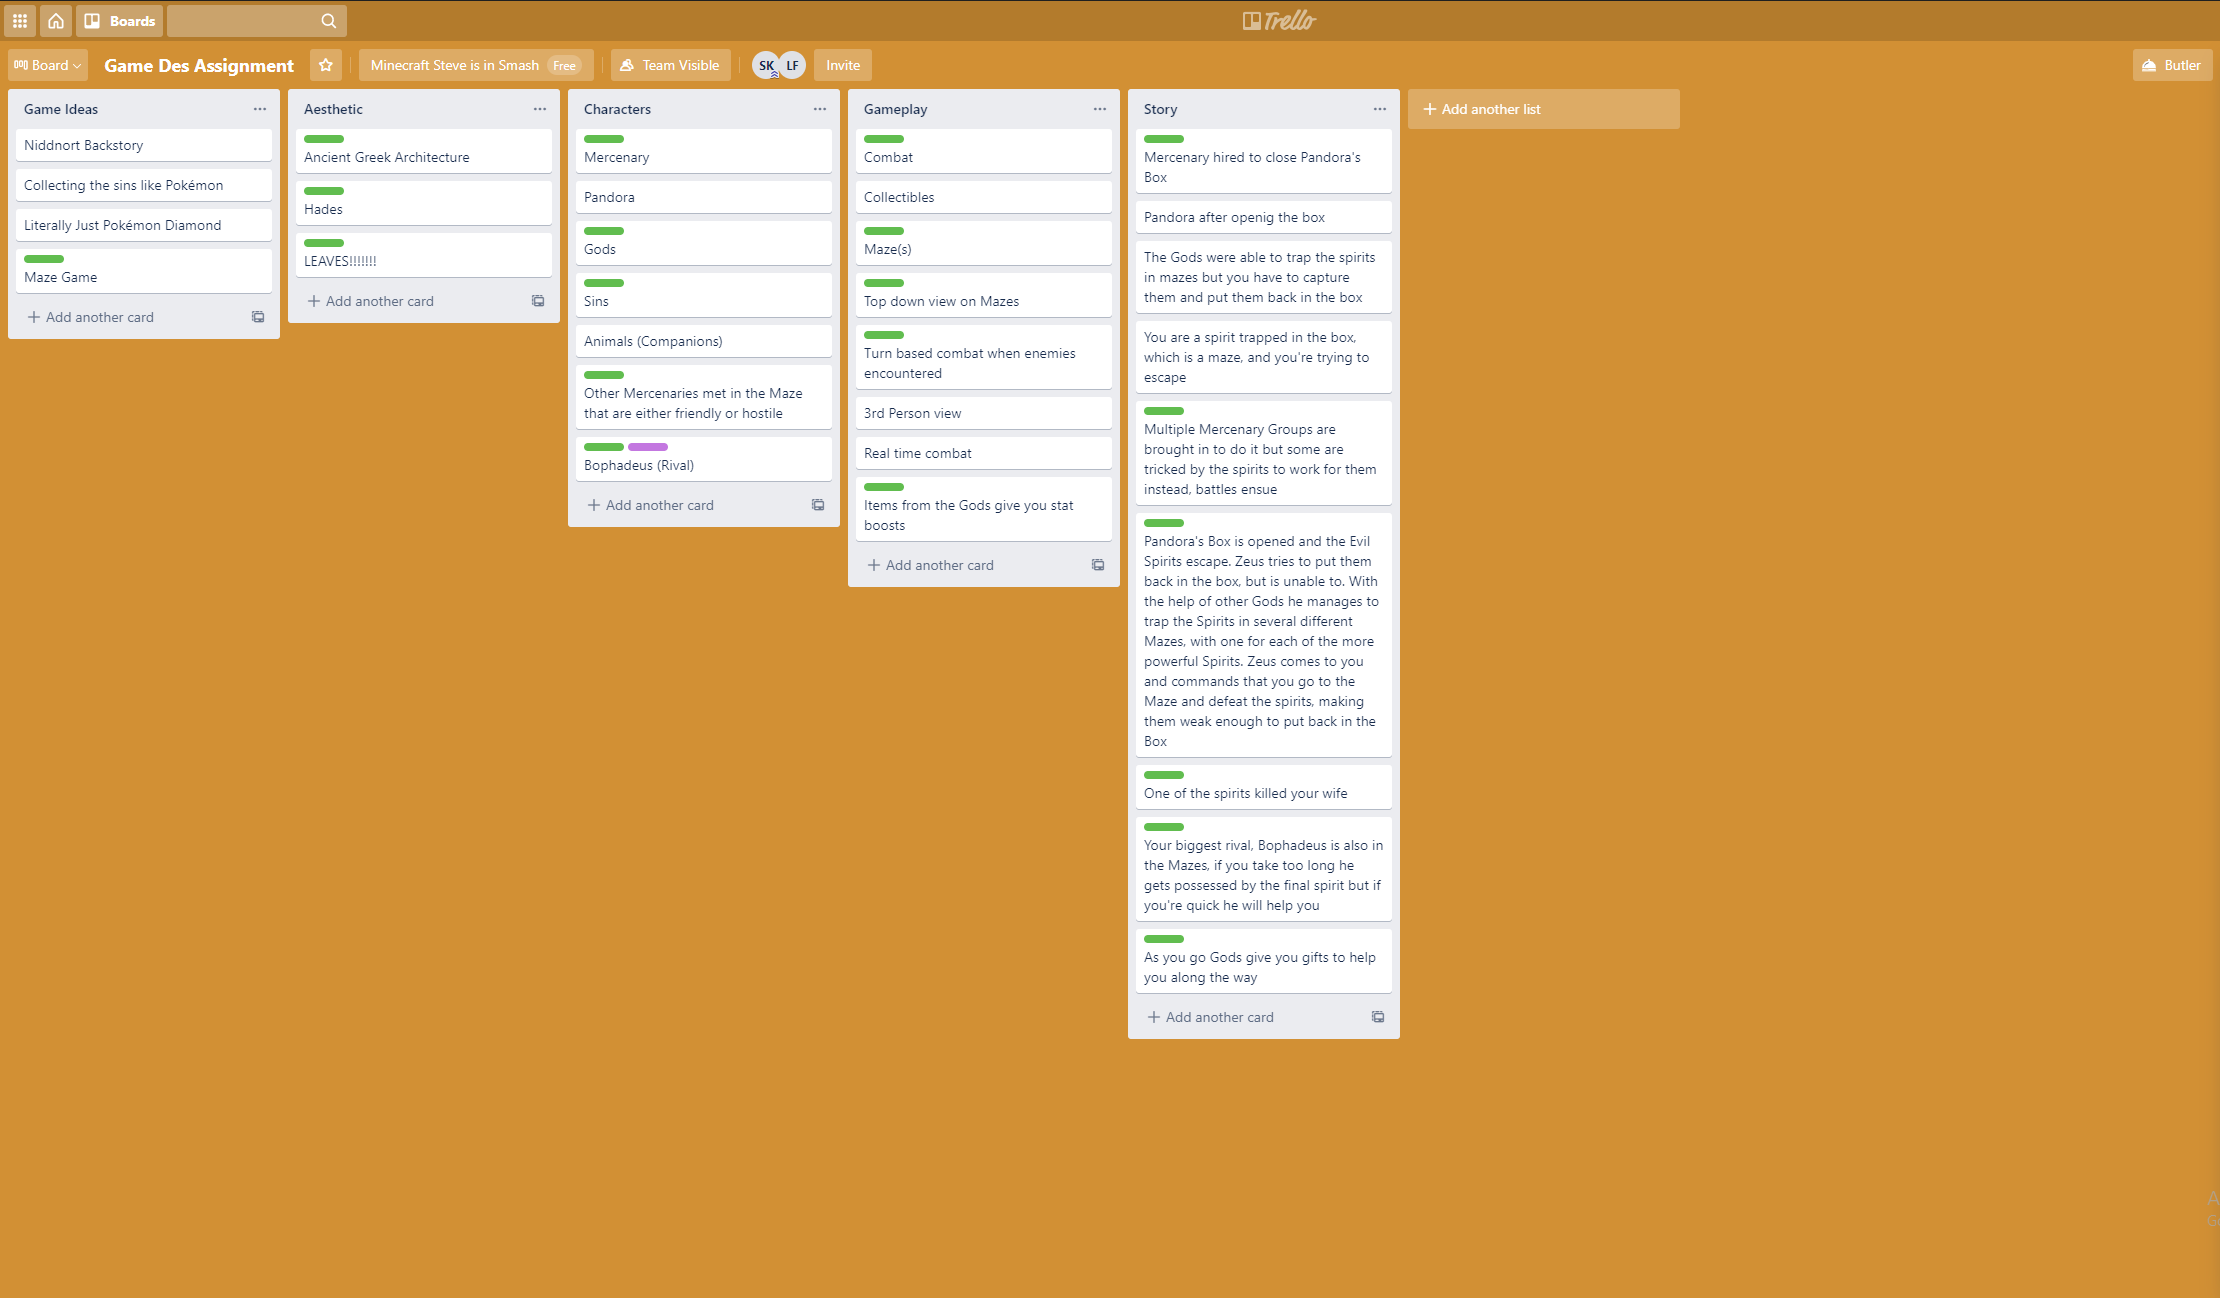 Boards
Trello
Board
Game Des Assignment
Minecraft Steve is in Smash Free
Team Visible
SK
LF
Invite
Butler
Game Ideas
Niddnort Backstory
Collecting the sins like Pokémon
Literally Just Pokémon Diamond
Maze Game
Add another card
Aesthetic
Ancient Greek Architecture
Hades
LEAVES!!!!!!!
Add another card
Characters
Mercenary
Pandora
Gods
Sins
Animals (Companions)
Other Mercenaries met in the Maze
that are either friendly or hostile
Bophadeus (Rival)
Add another card
Gameplay
Combat
Collectibles
Maze(s)
Top down view on Mazes
Turn based combat when enemies
encountered
3rd Person view
Real time combat
Items from the Gods give you stat
boosts
Add another card
Story
Mercenary hired to close Pandora's
Box
Pandora after openig the box
The Gods were able to trap the spirits
in mazes but you have to capture
them and put them back in the box
You are a spirit trapped in the box,
which is a maze, and you're trying to
escape
Multiple Mercenary Groups are
brought in to do it but some are
tricked by the spirits to work for them
instead, battles ensue
Pandora's Box is opened and the Evil
Spirits escape. Zeus tries to put them
back in the box, but is unable to. With
the help of other Gods he manages to
trap the Spirits in several different
Mazes, with one for each of the more
powerful Spirits. Zeus comes to you
and commands that you go to the
Maze and defeat the spirits, making
them weak enough to put back in the
Box
One of the spirits killed your wife
Your biggest rival, Bophadeus is also in
the Mazes, if you take too long he
gets possessed by the final spirit but if
you're quick he will help you
As you go Gods give you gifts to help
you along the way
Add another card
Add another list